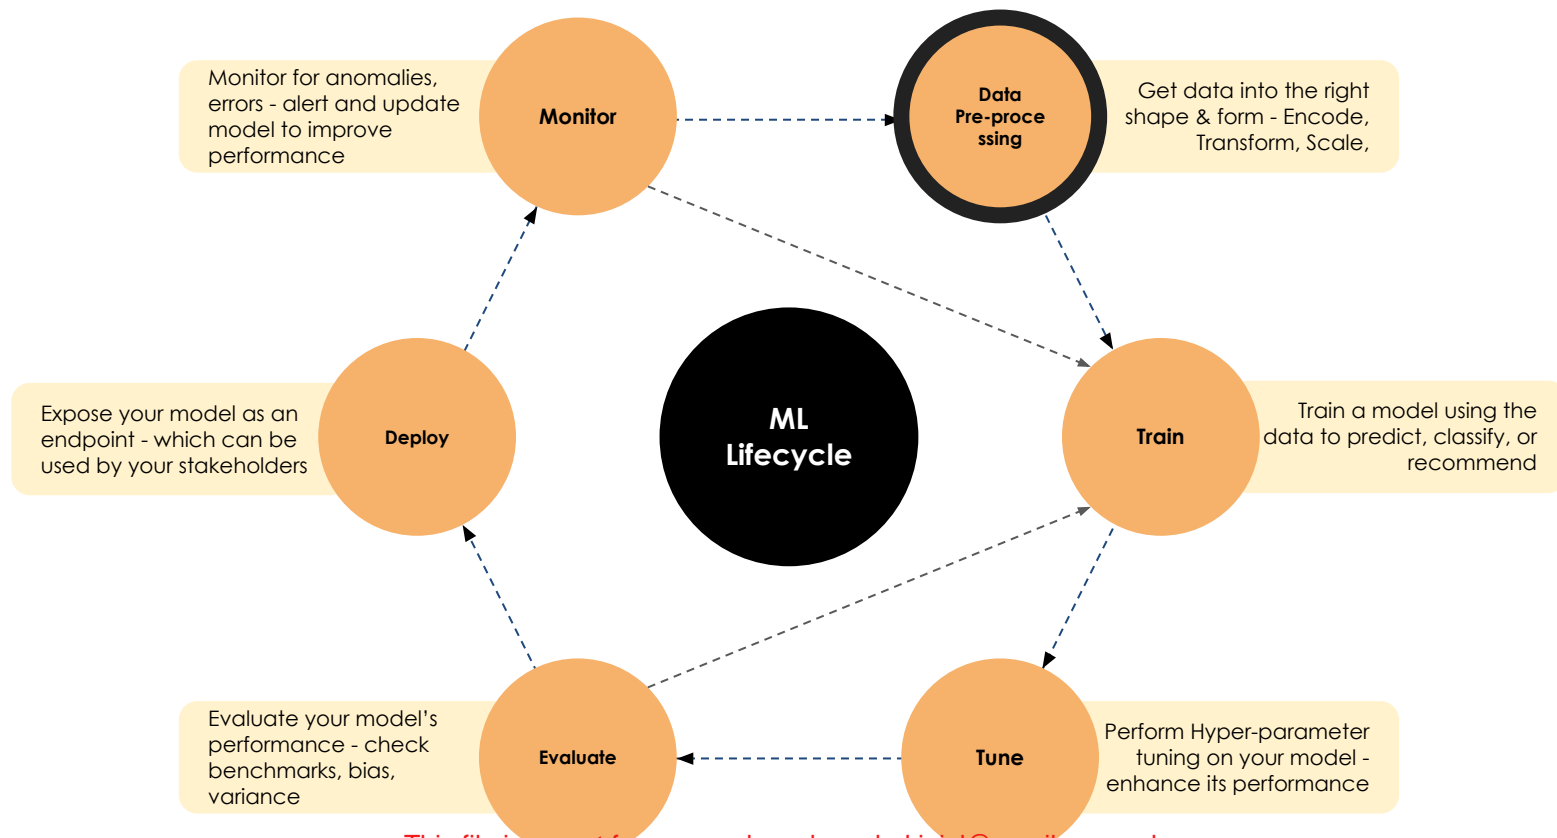 Monitor for anomalies,
errors - alert and update
model to improve
performance
Monitor
Data
Pre-proce
ssing
Get data into the right
shape & form - Encode,
Transform, Scale,
Expose your model as an
endpoint - which can be
used by your stakeholders
Deploy
ML
Lifecycle
Train
Train a model using the
data to predict, classify, or
recommend
Evaluate your model's
performance - check
benchmarks, bias,
variance
Evaluate
Tune
Perform Hyper-parameter
tuning on your model -
enhance its performance